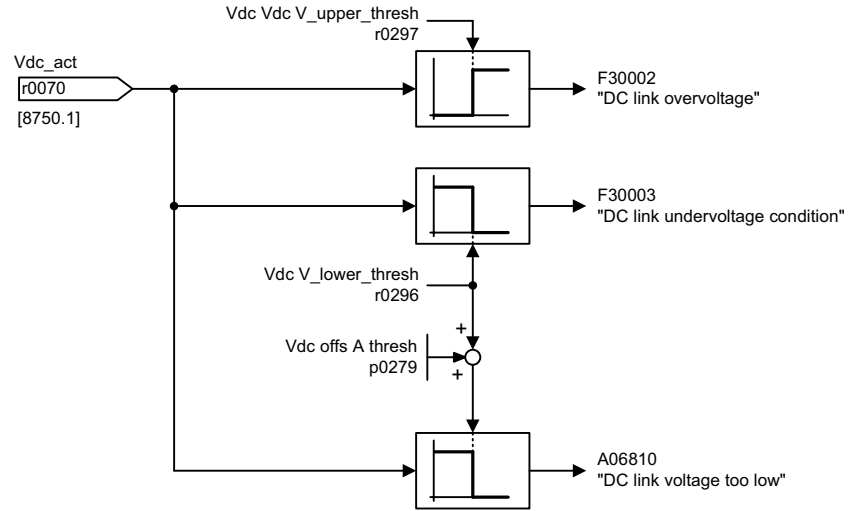 Vdc Vdc V_upper_thresh
r0297
Vdc_act
r0070
[8750.1]
F30002
"DC link overvoltage"
F30003
"DC link undervoltage condition"
Vdc V_lower_thresh
r0296
+
Vdc offs A thresh
p0279
+
A06810
"DC link voltage too low"